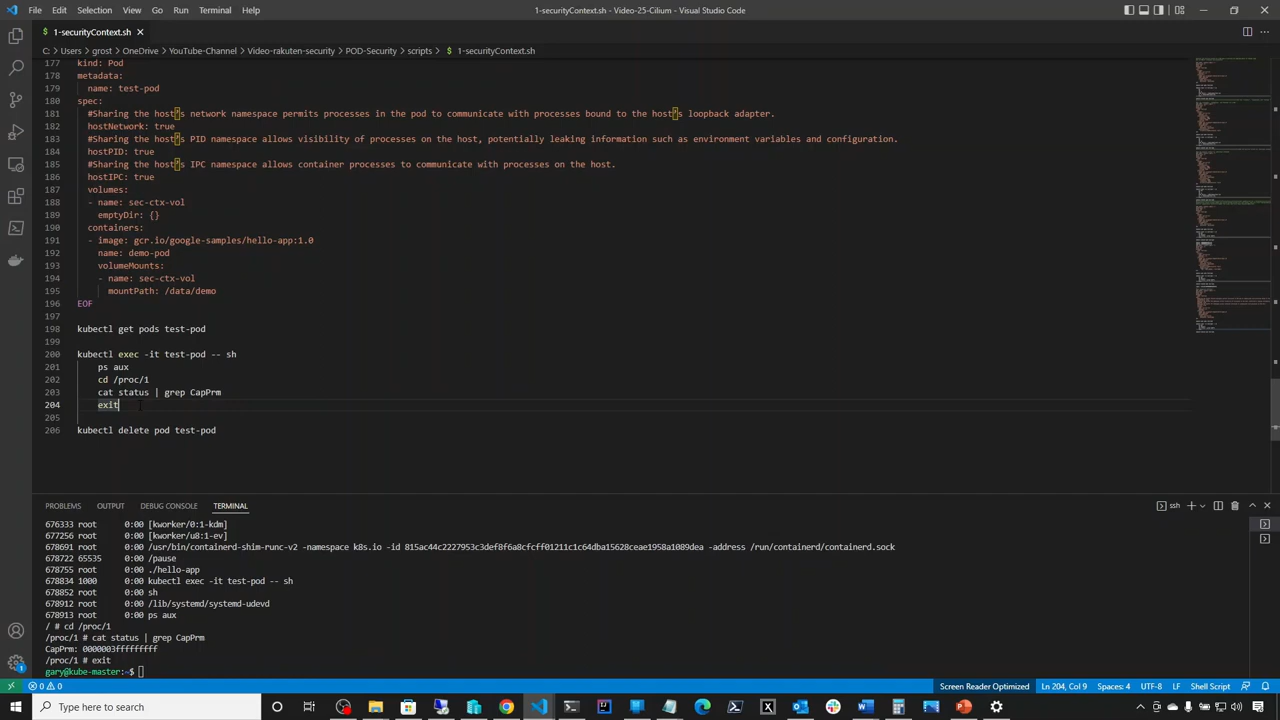 File Edit Selection View Go Run Terminal Help
1-securityContext.sh - Video-25-Cilium - Visual Studio Code
1-securityContext.sh
C: > Users > grost > OneDrive > YouTube-Channel > Video-rakuten-security > POD-Security > scripts > 1-securityContext.sh
177 kind: Pod
178 metadata:
179 name: test-pod
180 spec:
181 #Sharing the host's network namespace permits processes in the pod to communicate with processes bound to the host's loopback adapter.
182 hostNetwork: true
183 #Sharing the host's PID namespace allows visibility of processes on the host, potentially leaking information such as environment variables and configuration.
184 hostPID: true
185 #Sharing the host's IPC namespace allows container processes to communicate with processes on the host.
186 hostIPC: true
187 volumes:
188 - name: sec-ctx-vol
189 emptyDir: {}
190 containers:
191 - image: gcr.io/google-samples/hello-app:1.0
192 name: demo-pod
193 volumeMounts:
194 - name: sec-ctx-vol
195 mountPath: /data/demo
196 EOF
197
198 kubectl get pods test-pod
199
200 kubectl exec -it test-pod -- sh
201 ps aux
202 cd /proc/1
203 cat status | grep CapPrm
204 exit
205
206 kubectl delete pod test-pod
PROBLEMS OUTPUT DEBUG CONSOLE TERMINAL
ssh
676333 root 0:00 [kworker/0:1-kdm]
677256 root 0:00 [kworker/u8:1-ev]
678691 root 0:00 /usr/bin/containerd-shim-runc-v2 -namespace k8s.io -id 815ac44c2227953c3def8f6a8cfcff01211c1c64dba15628ceace3058a1089dea -address /run/containerd/containerd.sock
678722 65535 0:00 /pause
678755 root 0:00 ./hello-app
678834 1000 0:00 kubectl exec -it test-pod -- sh
678852 root 0:00 sh
678912 root 0:00 /lib/systemd/systemd-udevd
678913 root 0:00 ps aux
/ # cd /proc/1
/proc/1 # cat status | grep CapPrm
CapPrm: 0000003fffffffff
/proc/1 # exit
gary@kube-master:~$
0 0
Screen Reader Optimized Ln 204, Col 9 Spaces: 4 UTF-8 LF Shell Script
Type here to search